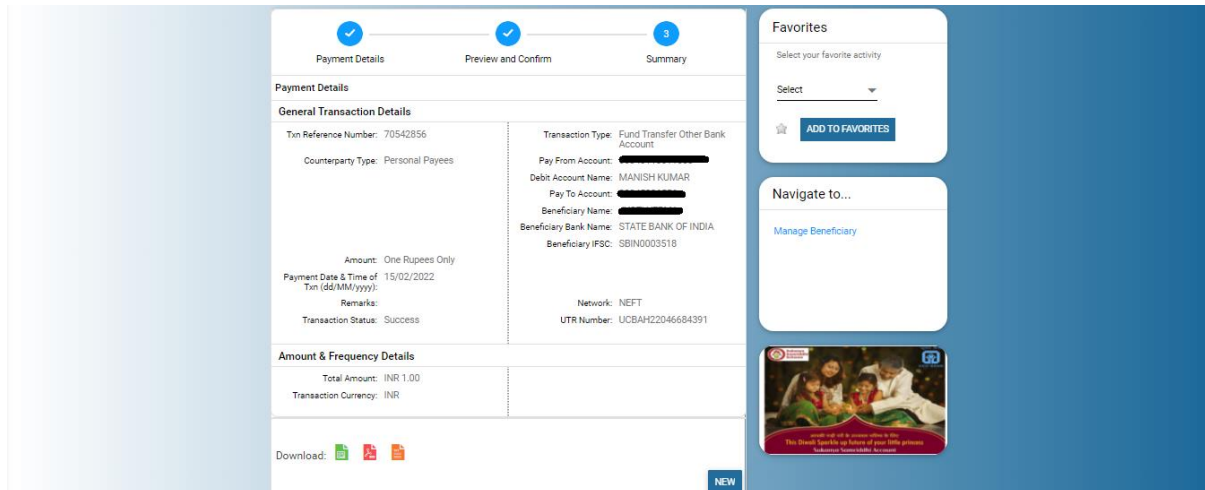 Payment Details
Preview and Confirm
3
Summary
Payment Details
General Transaction Details
Txn Reference Number: 70542856
Counterparty Type: Personal Payees
Transaction Type: Fund Transfer Other Bank
Account
Pay From Account:
Debit Account Name: MANISH KUMAR
Pay To Account:
Beneficiary Name:
Beneficiary Bank Name: STATE BANK OF INDIA
Beneficiary IFSC: SBIN0003518
Amount: One Rupees Only
Payment Date & Time of
Txn (dd/MM/yyyy): 15/02/2022
Remarks:
Network: NEFT
Transaction Status: Success
UTR Number: UCBAH22046684391
Amount & Frequency Details
Total Amount: INR 1.00
Transaction Currency: INR
Download:
NEW
Favorites
Select your favorite activity
Select
ADD TO FAVORITES
Navigate to...
Manage Beneficiary
This Diwali Sparkle up future of your little princess
Sukanya Samriddhi Account